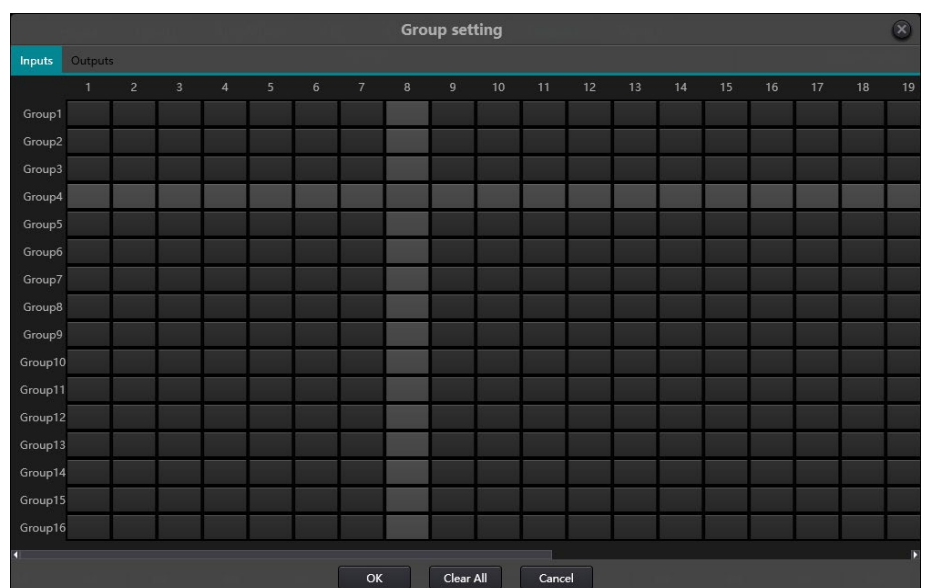 Group setting
Inputs Outputs
1 2 3 4 5 6 7 8 9 10 11 12 13 14 15 16 17 18 19
Group1
Group2
Group3
Group4
Group5
Group6
Group7
Group8
Group9
Group10
Group11
Group12
Group13
Group14
Group15
Group16
OK Clear All Cancel